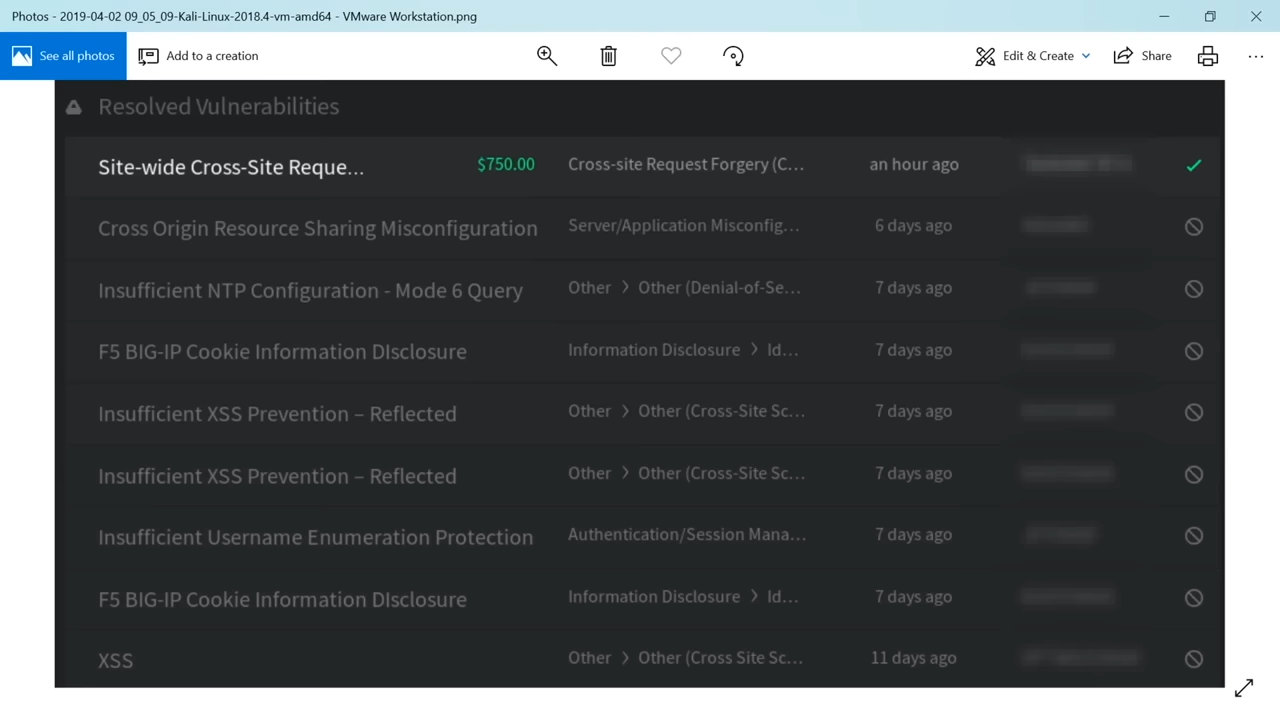 Photos - 2019-04-02 09_05_09-Kali-Linux-2018.4-vm-amd64 - VMware Workstation.png
See all photos Add to a creation Edit & Create Share
Resolved Vulnerabilities
Site-wide Cross-Site Reque... $750.00 Cross-site Request Forgery (C... an hour ago
Cross Origin Resource Sharing Misconfiguration Server/Application Misconfig... 6 days ago
Insufficient NTP Configuration - Mode 6 Query Other > Other (Denial-of-Se... 7 days ago
F5 BIG-IP Cookie Information DIsclosure Information Disclosure > Id... 7 days ago
Insufficient XSS Prevention – Reflected Other > Other (Cross-Site Sc... 7 days ago
Insufficient XSS Prevention – Reflected Other > Other (Cross-Site Sc... 7 days ago
Insufficient Username Enumeration Protection Authentication/Session Mana... 7 days ago
F5 BIG-IP Cookie Information DIsclosure Information Disclosure > Id... 7 days ago
XSS Other > Other (Cross Site Sc... 11 days ago